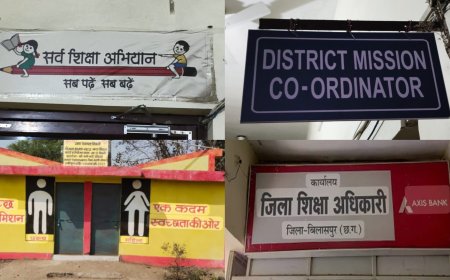 सर्व शिक्षा अभियान
सब पढ़ें सब बढ़ें
DISTRICT MISSION
CO-ORDINATOR
मिशन
एक कदम
स्वच्छता की ओर
कार्यालय
जिला शिक्षा अधिकारी
जिला-बिलासपुर (छ.ग.)
AXIS BANK